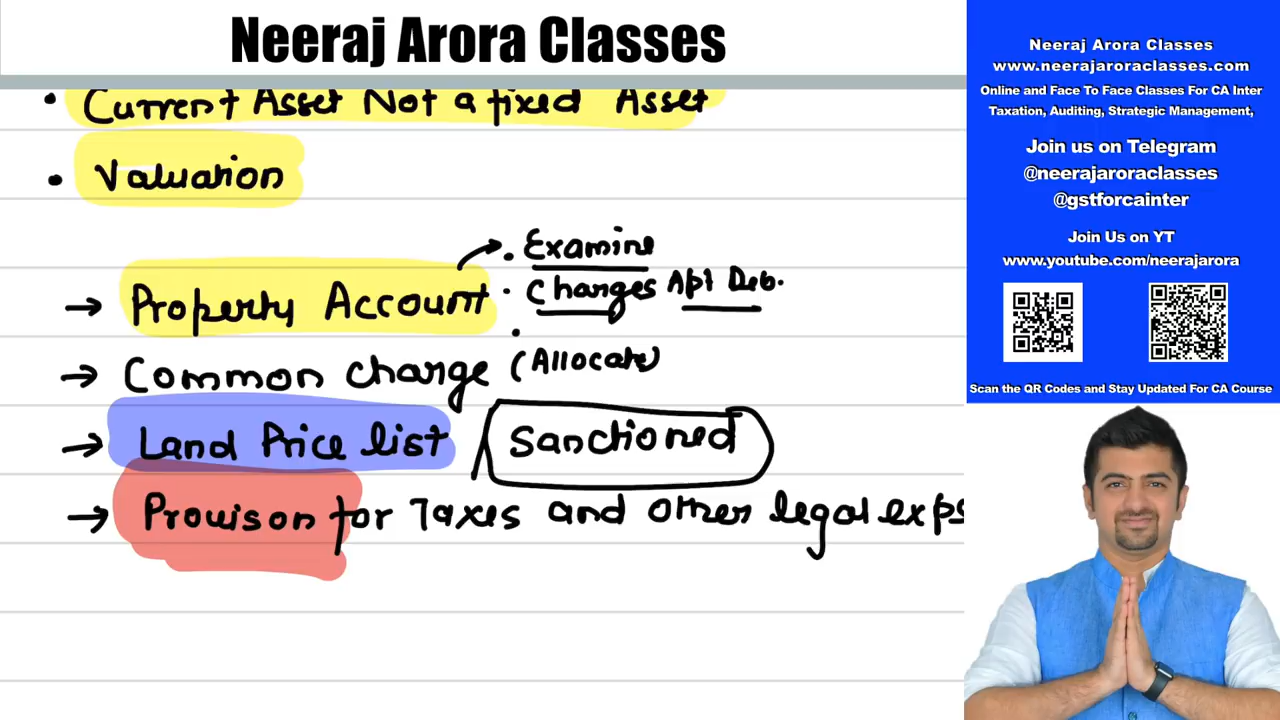 Neeraj Arora Classes
• Current Asset Not a fixed Asset
• Valuation
→ Property Account → • Examine
• Charges Apt Deb.
→ Common charge (Allocate)
→ Land Price list / Sanctioned
→ Provison for Taxes and other legal exps
Neeraj Arora Classes
www.neerajaroraclasses.com
Online and Face To Face Classes For CA Inter
Taxation, Auditing, Strategic Management,
Join us on Telegram
@neerajaroraclasses
@gstforcainter
Join Us on YT
www.youtube.com/neerajarora
Scan the QR Codes and Stay Updated For CA Course